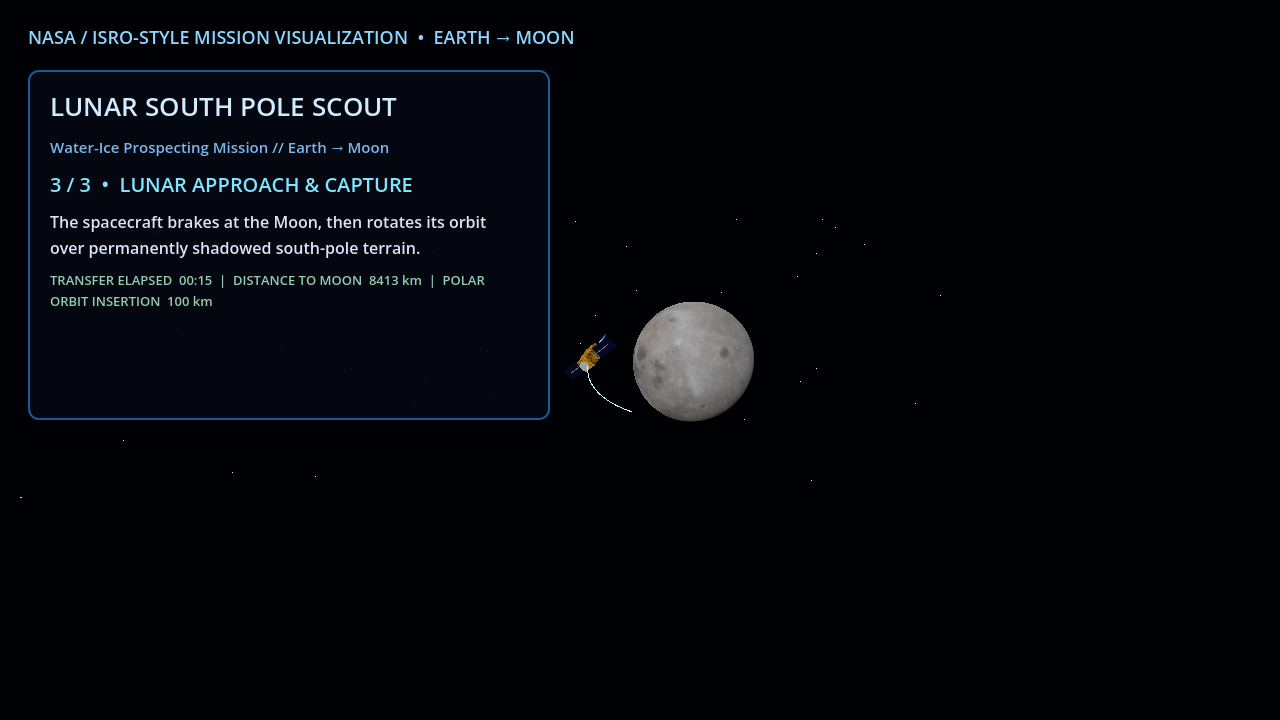 NASA / ISRO-STYLE MISSION VISUALIZATION • EARTH → MOON
LUNAR SOUTH POLE SCOUT
Water-Ice Prospecting Mission // Earth → Moon
3 / 3 • LUNAR APPROACH & CAPTURE
The spacecraft brakes at the Moon, then rotates its orbit
over permanently shadowed south-pole terrain.
TRANSFER ELAPSED 00:15 | DISTANCE TO MOON 8413 km | POLAR
ORBIT INSERTION 100 km